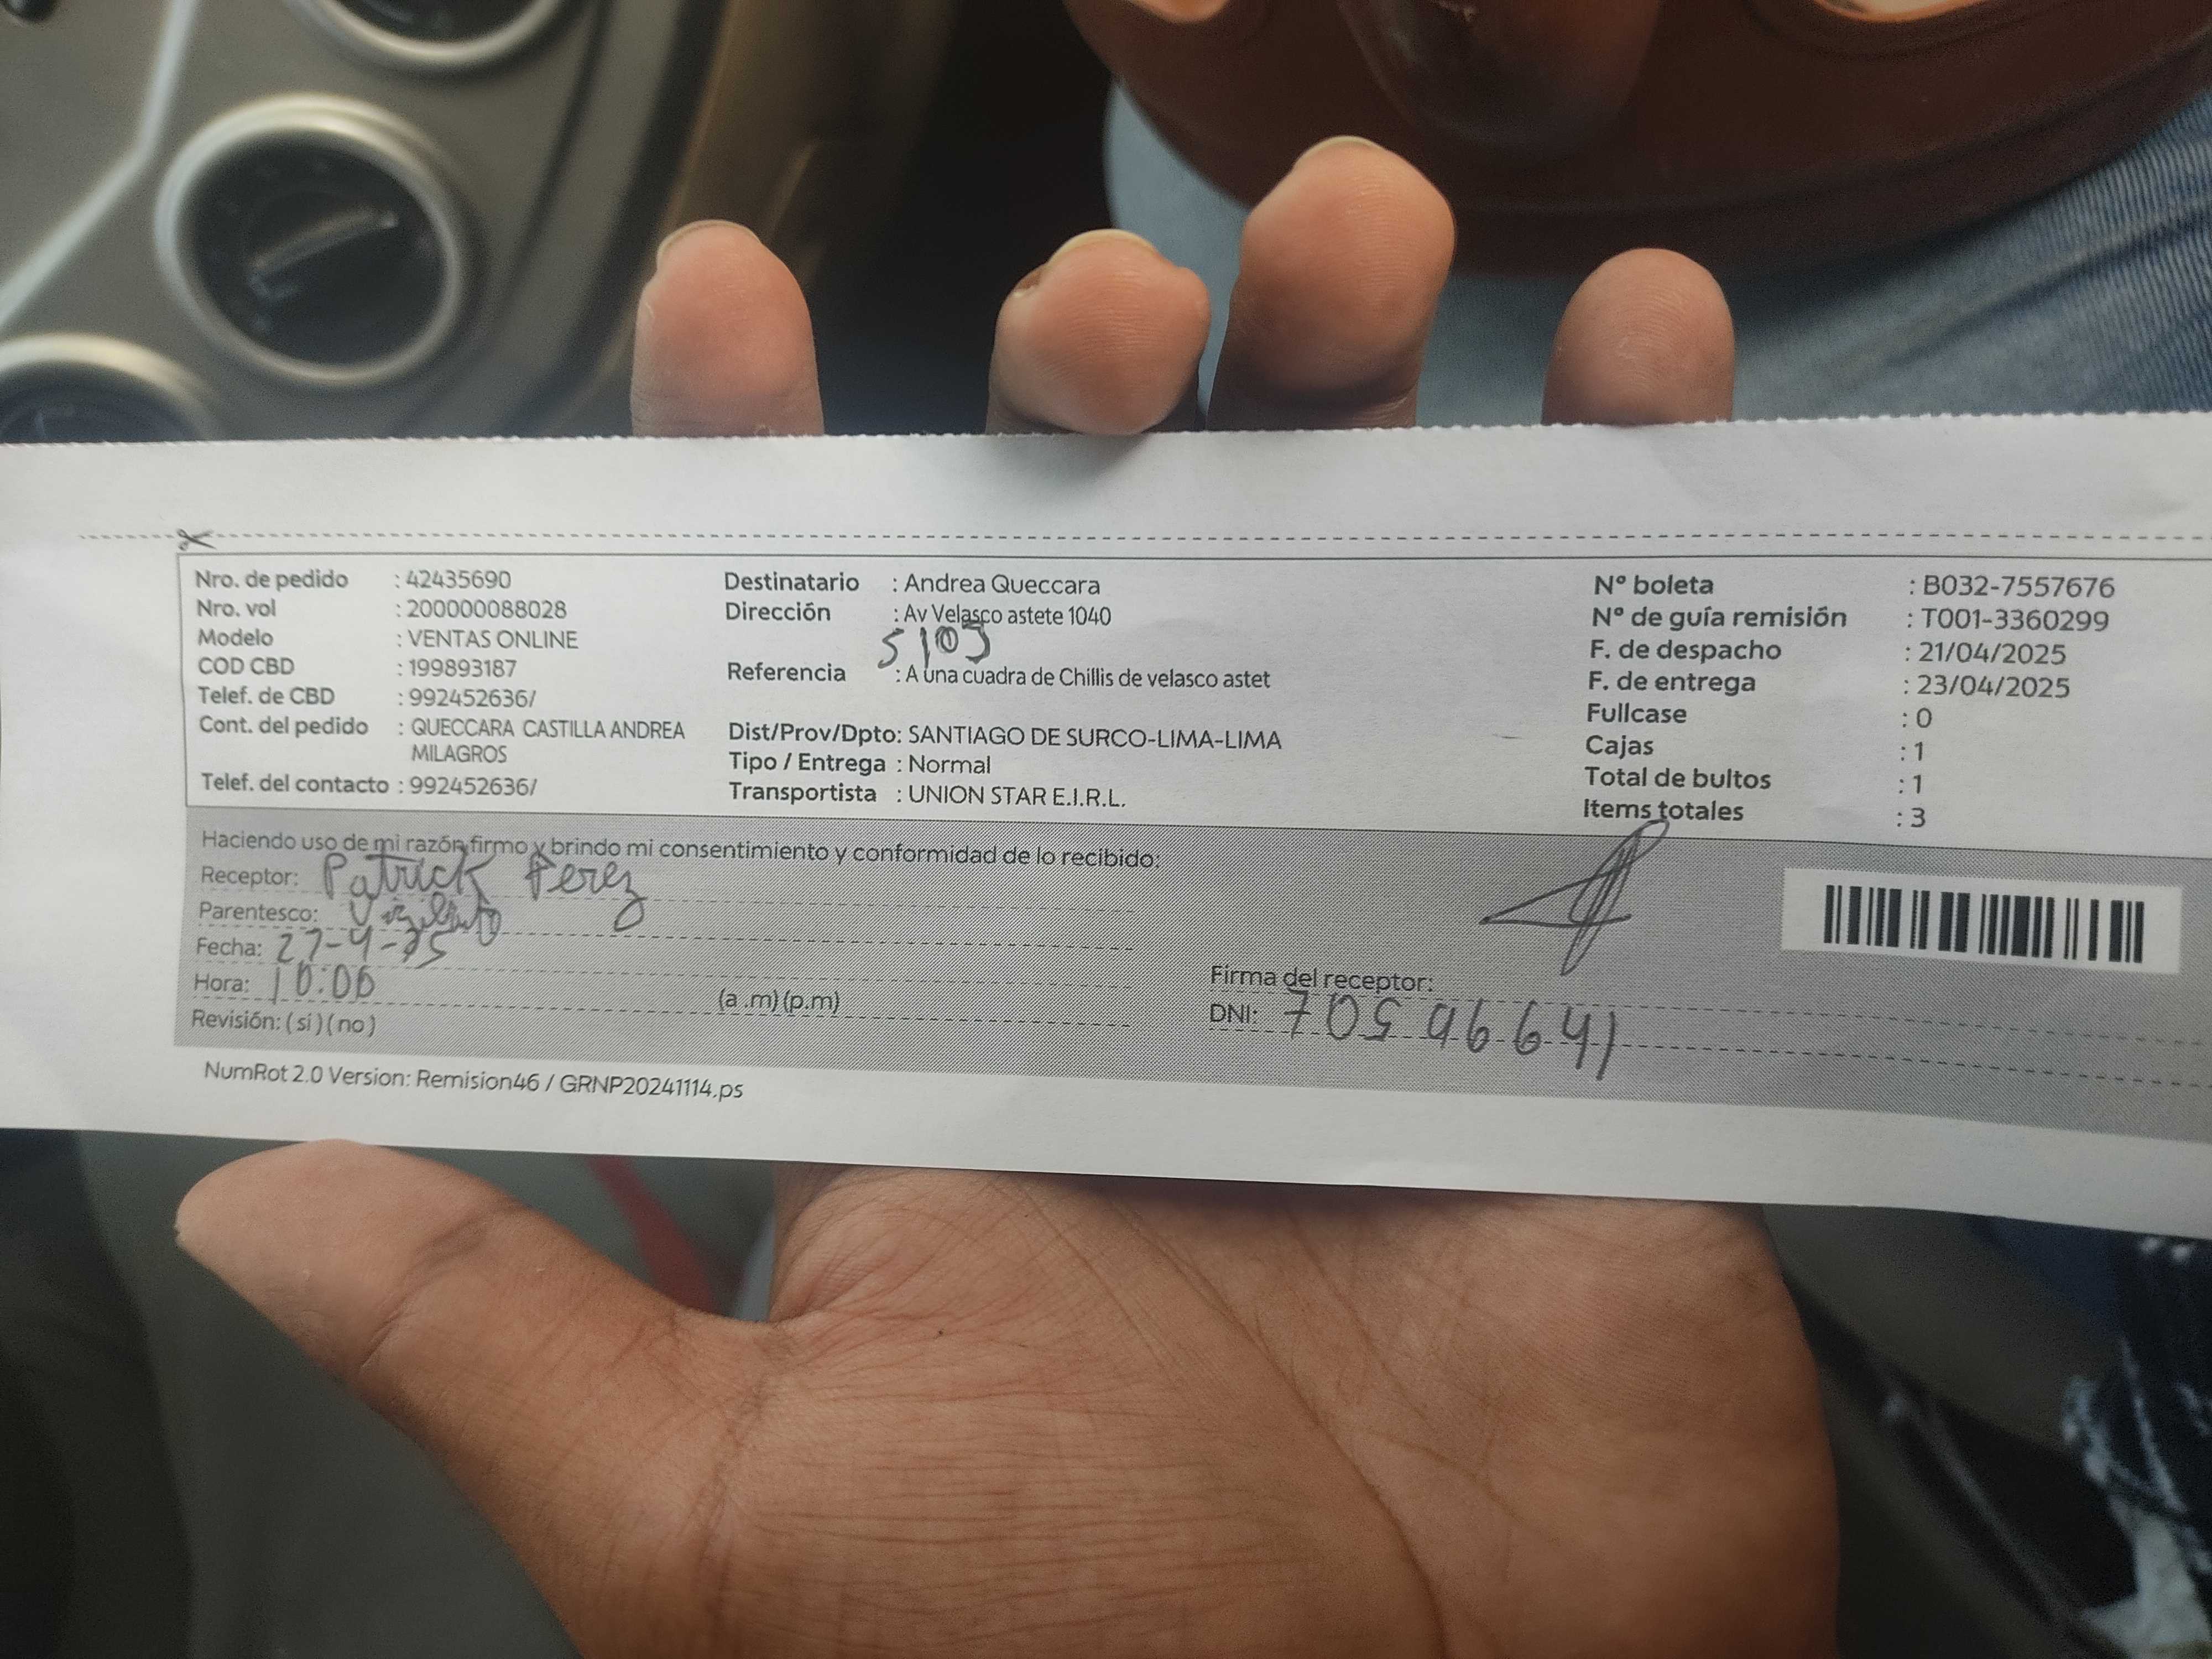 Nro. de pedido : 42435690
Nro. vol : 200000088028
Modelo : VENTAS ONLINE
COD CBD : 199893187
Telef. de CBD : 992452636/
Cont. del pedido : QUECCARA CASTILLA ANDREA
MILAGROS
Telef. del contacto : 992452636/
Destinatario : Andrea Queccara
Dirección : Av Velasco astete 1040
Referencia : A una cuadra de Chillis de velasco astet
Dist/Prov/Dpto: SANTIAGO DE SURCO-LIMA-LIMA
Tipo / Entrega : Normal
Transportista : UNION STAR E.I.R.L.
Nº boleta : B032-7557676
Nº de guía remisión : T001-3360299
F. de despacho : 21/04/2025
F. de entrega : 23/04/2025
Fullcase : 0
Cajas : 1
Total de bultos : 1
Items totales : 3
Haciendo uso de mi razón firmo y brindo mi consentimiento y conformidad de lo recibido:
Receptor: Patrick Perez
Parentesco:
Fecha:
Hora: 10:00 (a .m) (p.m)
Revisión: ( si ) ( no )
Firma del receptor:
DNI:
NumRot 2.0 Version: Remision46 / GRNP20241114.ps